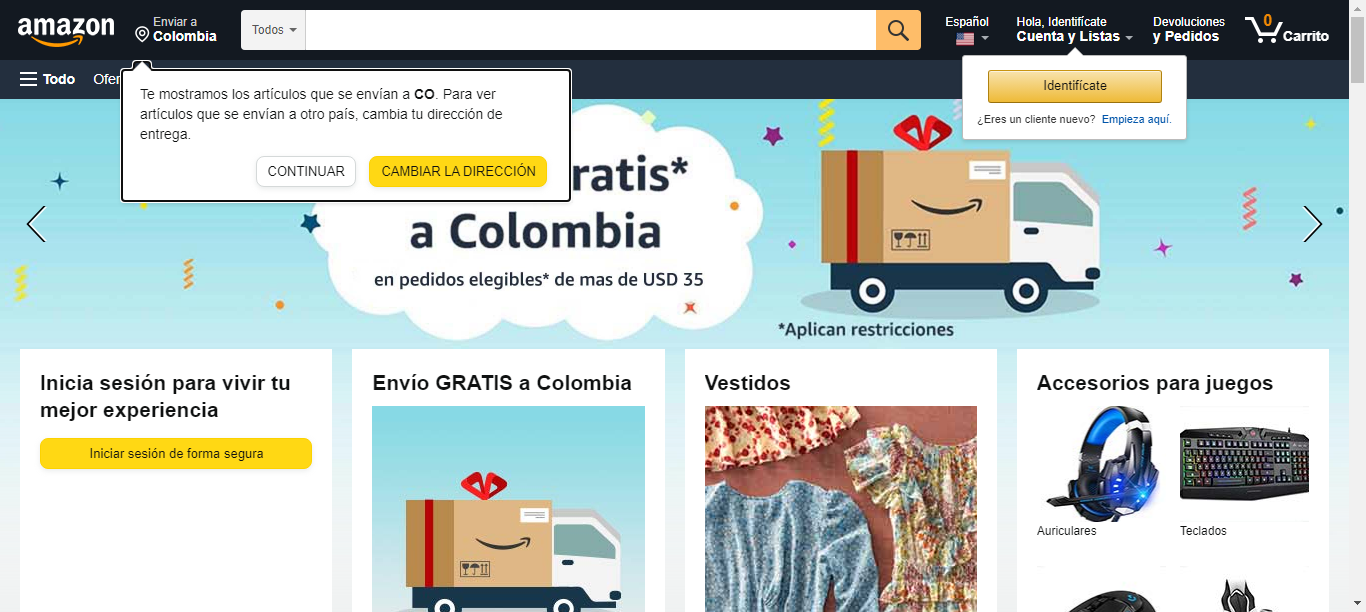 amazon
Enviar a
Colombia
Todos
Español
Hola, Identifícate
Cuenta y Listas
Devoluciones
y Pedidos
0
Carrito
Todo
Ofer
Te mostramos los artículos que se envían a CO. Para ver
artículos que se envían a otro país, cambia tu dirección de
entrega.
CONTINUAR
CAMBIAR LA DIRECCIÓN
Identifícate
¿Eres un cliente nuevo? Empieza aquí.
ratis*
a Colombia
en pedidos elegibles* de mas de USD 35
*Aplican restricciones
Inicia sesión para vivir tu
mejor experiencia
Iniciar sesión de forma segura
Envío GRATIS a Colombia
Vestidos
Accesorios para juegos
Auriculares
Teclados